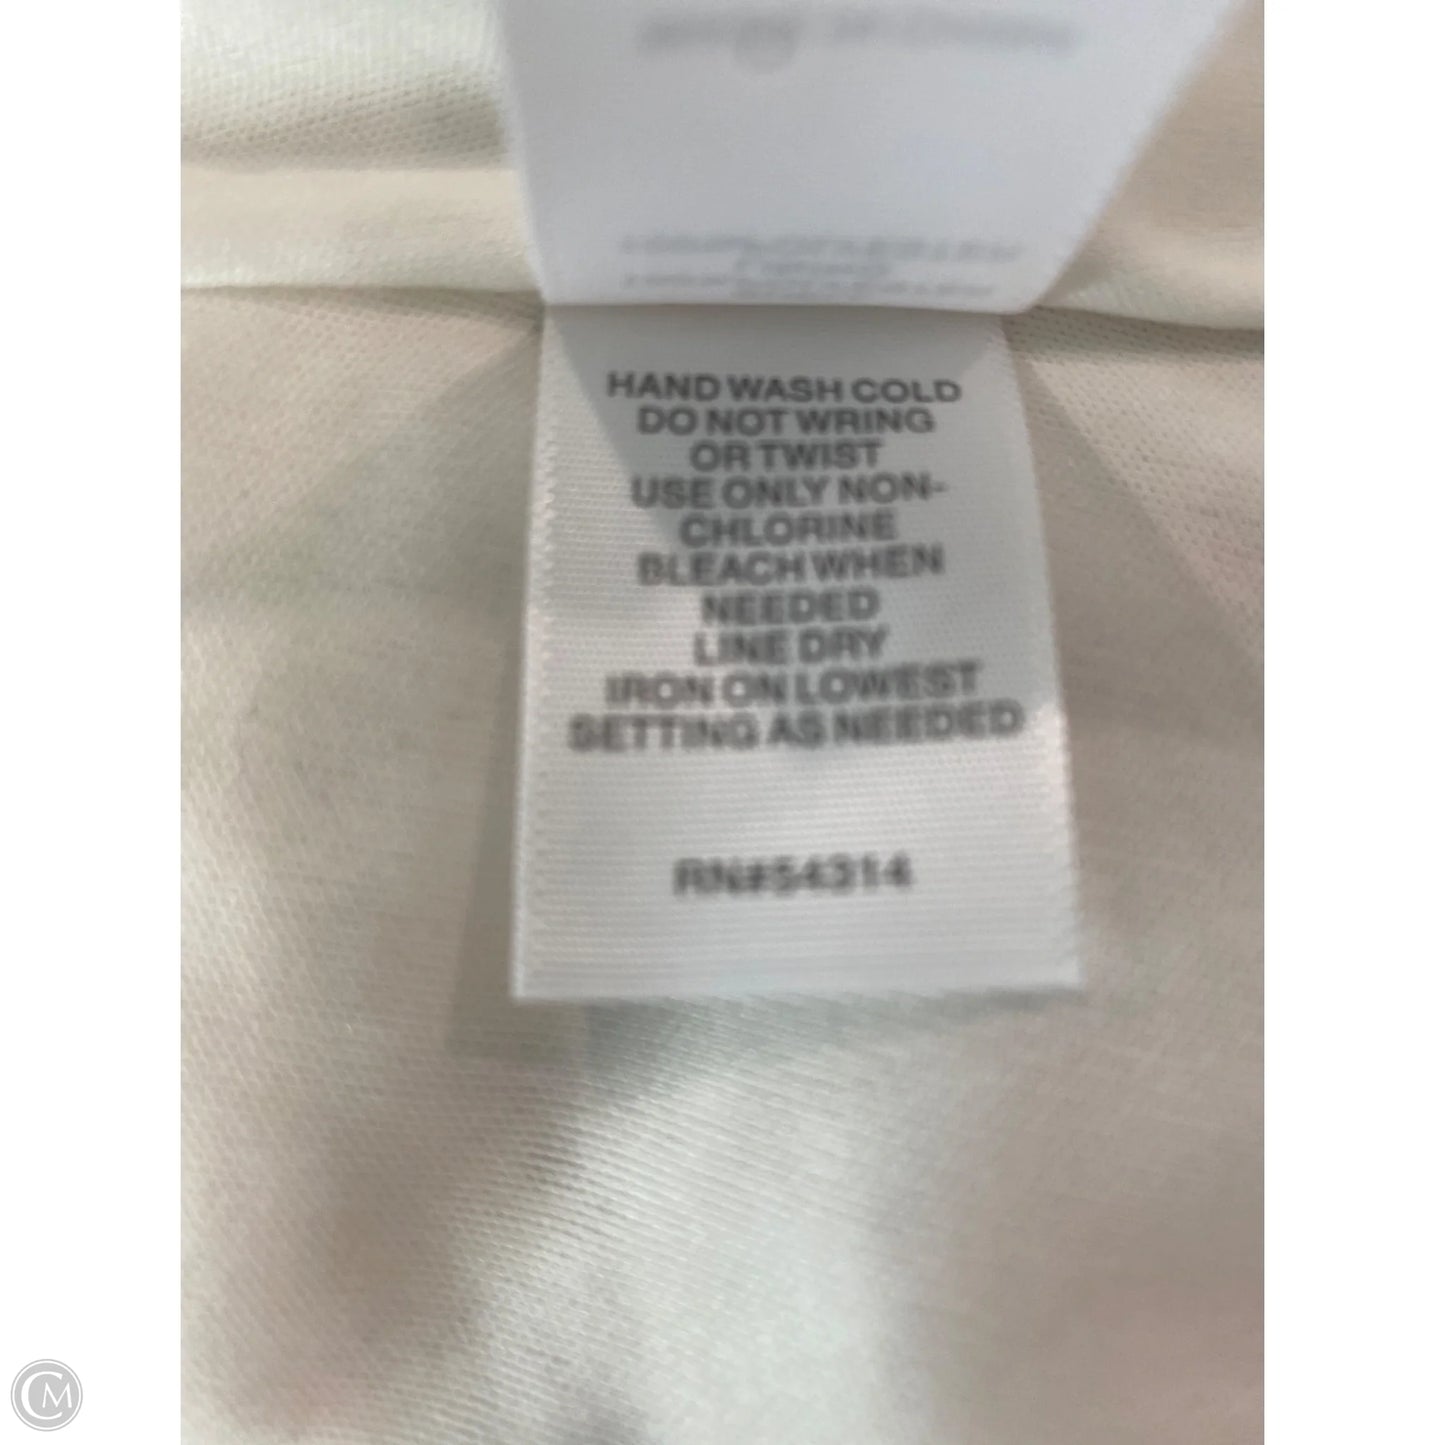 HAND WASH COLD
DO NOT WRING
OR TWIST
USE ONLY NON-
CHLORINE
BLEACH WHEN
NEEDED
LINE DRY
IRON ON LOWEST
SETTING AS NEEDED
RN#54314
CM